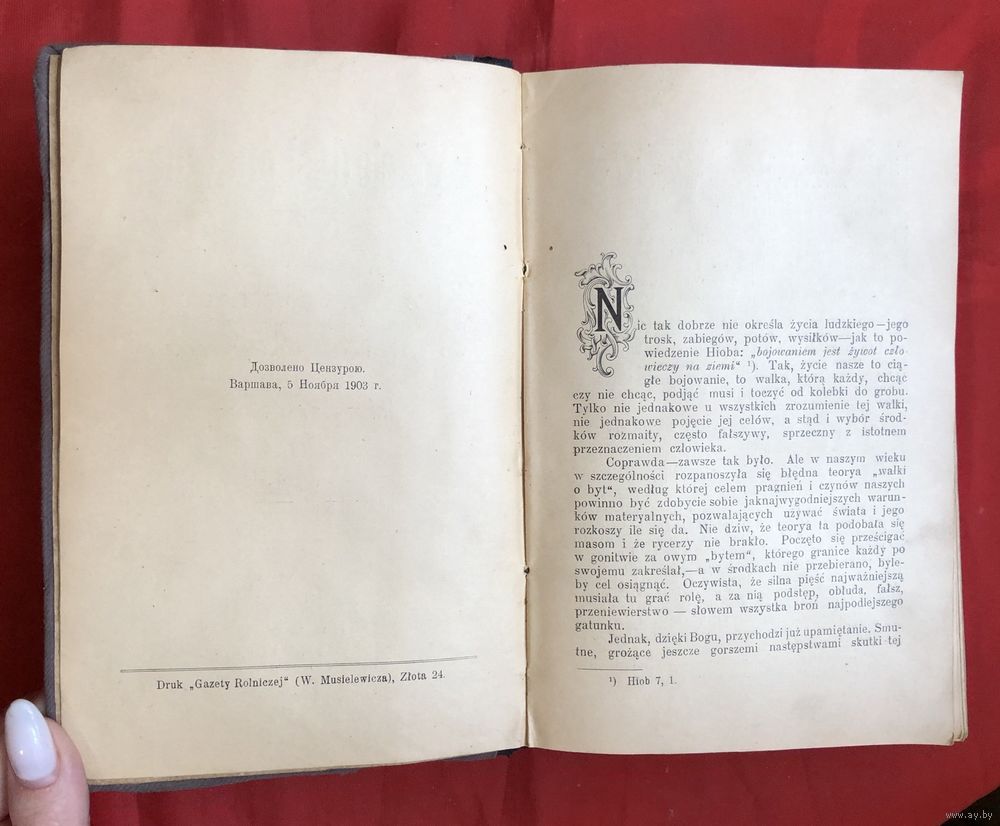 Дозволено Цензурою.
Варшава, 5 Ноября 1903 г.
Druk „Gazety Rolniczej" (W. Musielewicza), Złota 24.
Nic tak dobrze nie określa życia ludzkiego—jego
trosk, zabiegów, potów, wysiłków—jak to po-
wiedzenie Hioba: „bojowaniem jest żywot czło-
wieczy na ziemi" ¹). Tak, życie nasze to cią-
głe bojowanie, to walka, którą każdy, chcąc
czy nie chcąc, podjąć musi i toczyć od kolebki do grobu.
Tylko nie jednakowe u wszystkich zrozumienie tej walki,
nie jednakowe pojęcie jej celów, a stąd i wybór środ-
ków rozmaity, często fałszywy, sprzeczny z istotnem
przeznaczeniem człowieka.
Coprawda—zawsze tak było. Ale w naszym wieku
w szczególności rozpanoszyła się błędna teorya „walki
o byt", według której celem pragnień i czynów naszych
powinno być zdobycie sobie jaknajwygodniejszych warun-
ków materyalnych, pozwalających używać świata i jego
rozkoszy ile się da. Nie dziw, że teorya ta podobała się
masom i że rycerzy nie brakło. Poczęto się prześcigać
w gonitwie za owym „bytem", którego granice każdy po
swojemu zakreślał,—a w środkach nie przebierano, byle-
by cel osiągnąć. Oczywista, że silna pięść najważniejszą
musiała tu grać rolę, a za nią podstęp, obłuda, fałsz,
przeniewierstwo — słowem wszystka broń najpodlejszego
gatunku.
Jednak, dzięki Bogu, przychodzi już upamiętanie. Smu-
tne, grożące jeszcze gorszemi następstwami skutki tej
¹) Hiob 7, 1.
www.ay.by